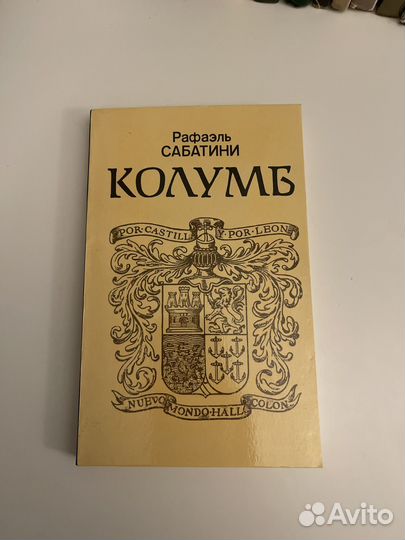 Рафаэль
САБАТИНИ
КОЛУМБ
POR·CASTILL Y·POR·LEON
NUEVO MONDO·HALL COLON
Avito